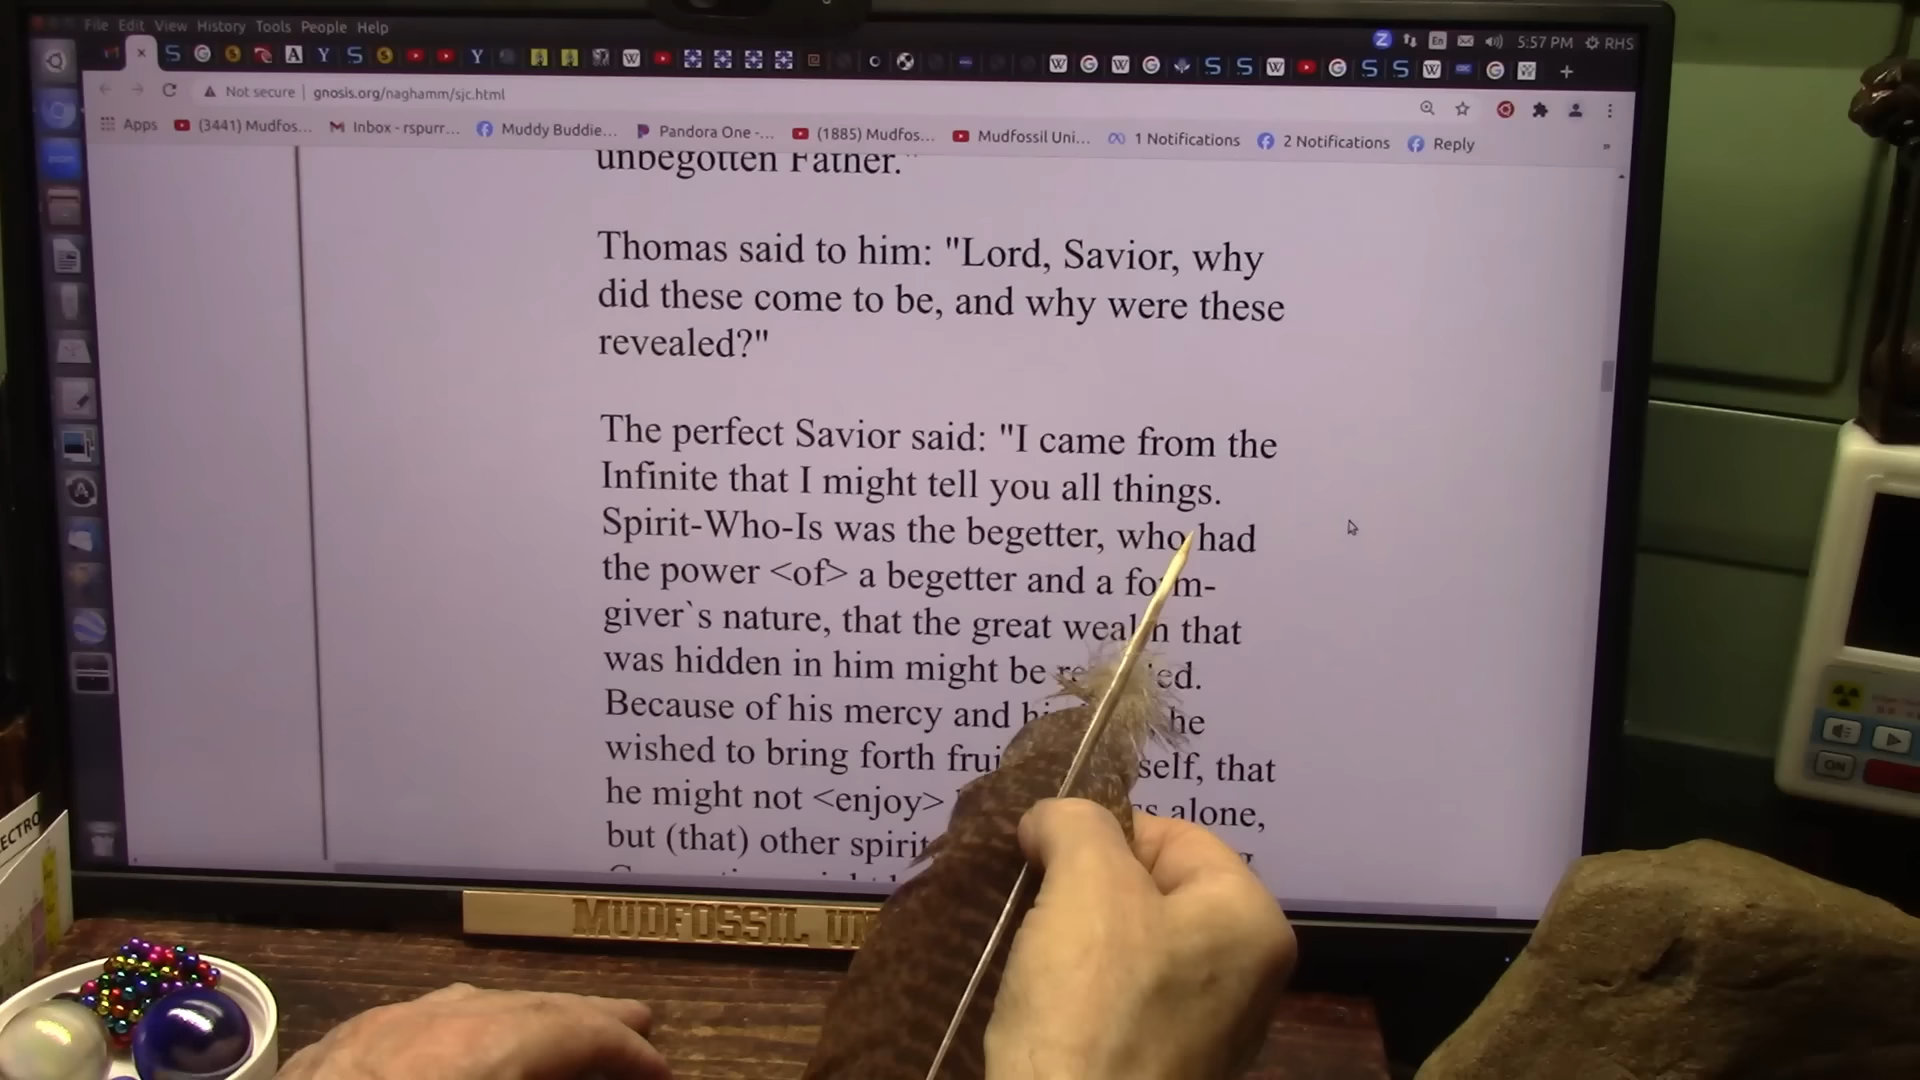 File Edit View History Tools People Help
5:57 PM RHS
En
Not secure | gnosis.org/naghamm/sjc.html
Apps (3441) Mudfos... Inbox - rspurr... Muddy Buddie... Pandora One -... (1885) Mudfos... Mudfossil Uni... 1 Notifications 2 Notifications Reply
unbegotten Father."
Thomas said to him: "Lord, Savior, why
did these come to be, and why were these
revealed?"
The perfect Savior said: "I came from the
Infinite that I might tell you all things.
Spirit-Who-Is was the begetter, who had
the power <of> a begetter and a form-
giver`s nature, that the great wealth that
was hidden in him might be
Because of his mercy and he
wished to bring forth self, that
he might not <enjoy> alone,
but (that) other
MUDFOSSIL
ECTRO
ON